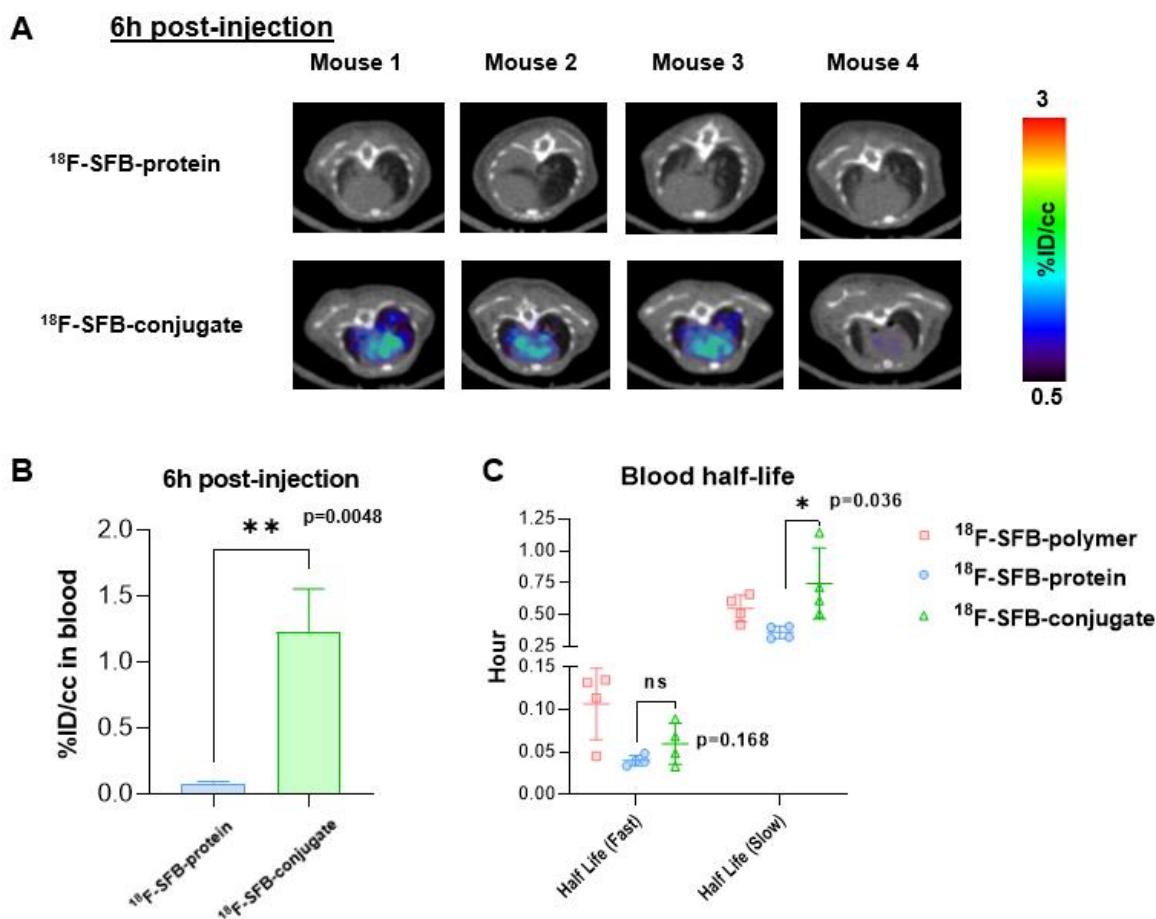 A
6h post-injection
Mouse 1
Mouse 2
Mouse 3
Mouse 4
¹⁸F-SFB-protein
¹⁸F-SFB-conjugate
3
%ID/cc
0.5
B
6h post-injection
**
p=0.0048
%ID/cc in blood
2.0
1.5
1.0
0.5
0.0
¹⁸F-SFB-protein
¹⁸F-SFB-conjugate
C
Blood half-life
*
p=0.036
Hour
1.25
1.00
0.75
0.50
0.25
0.15
0.10
0.05
0.00
ns
p=0.168
Half Life (Fast)
Half Life (Slow)
¹⁸F-SFB-polymer
¹⁸F-SFB-protein
¹⁸F-SFB-conjugate